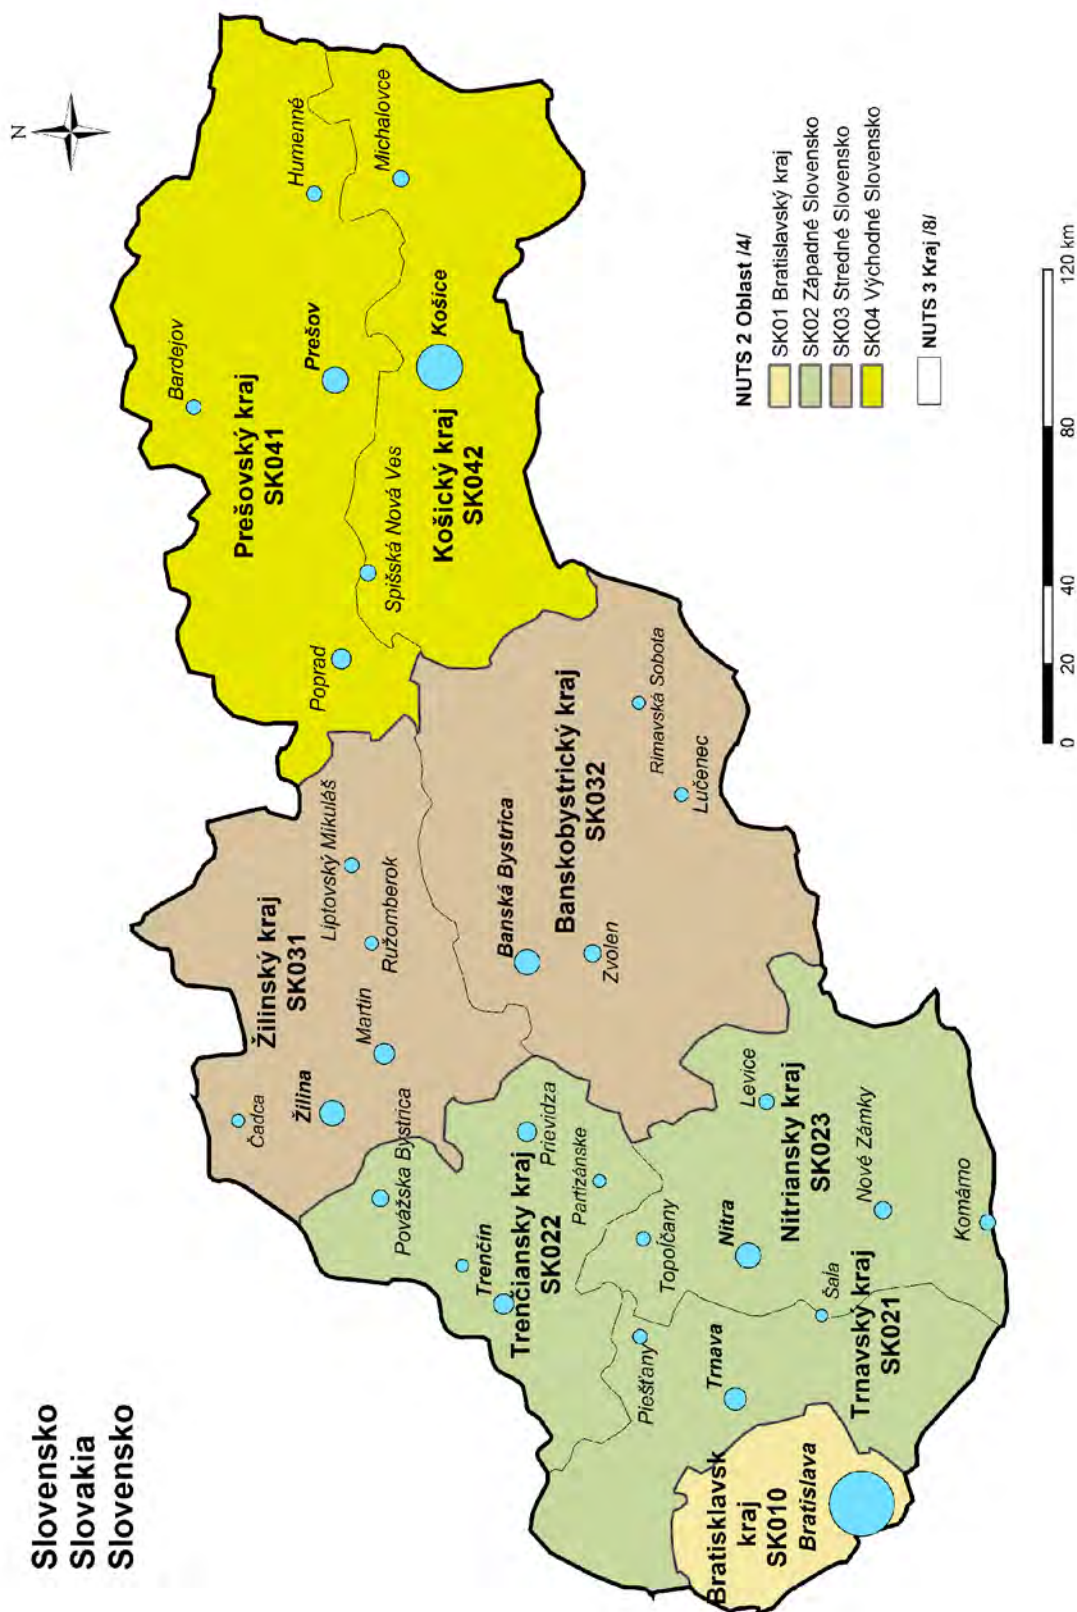 Slovensko
Slovakia
Slovensko
N
Bratisklavsk
kraj
SK010
Bratislava
Trnavský kraj
SK021
Trnava
Piešťany
Trenčiansky kraj
SK022
Trenčín
Považska Bystrica
Prievidza
Partizánske
Nitriansky kraj
SK023
Nitra
Topoľčany
Šala
Levice
Nové Zámky
Komárno
Žilinský kraj
SK031
Čadca
Žilina
Martin
Ružomberok
Liptovský Mikuláš
Banskobystrický kraj
SK032
Banská Bystrica
Zvolen
Lučenec
Rimavská Sobota
Prešovský kraj
SK041
Poprad
Bardejov
Prešov
Humenné
Košický kraj
SK042
Spišská Nová Ves
Košice
Michalovce
NUTS 2 Oblast /4/
SK01 Bratislavský kraj
SK02 Západné Slovensko
SK03 Stredné Slovensko
SK04 Východné Slovensko
NUTS 3 Kraj /8/
0 20 40 80 120 km